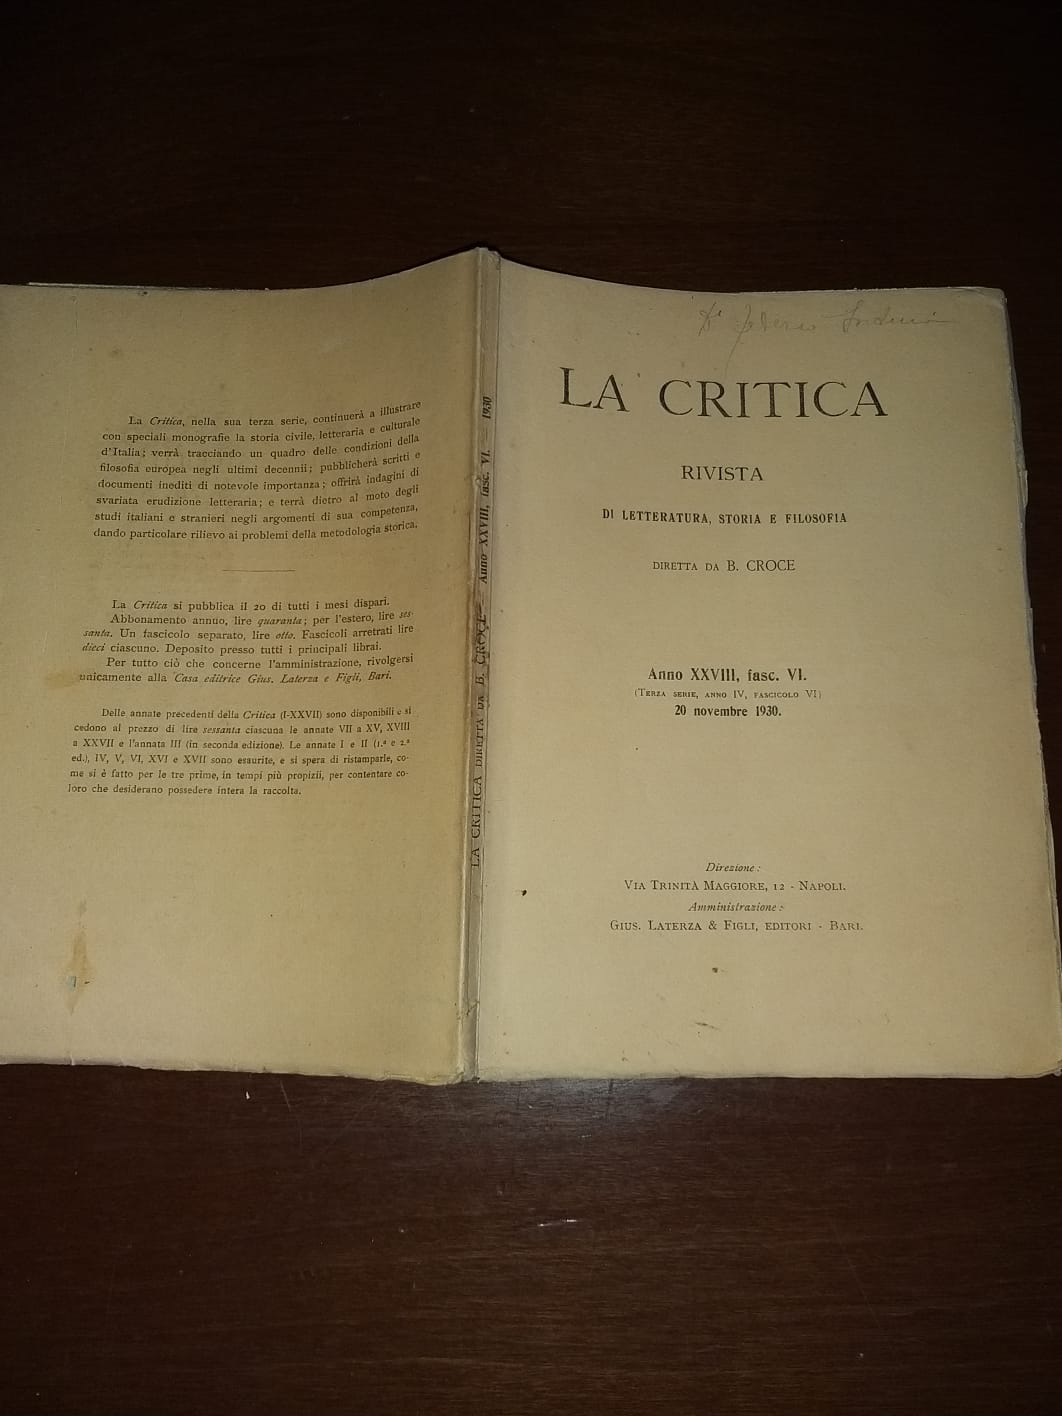 La Critica, nella sua terza serie, continuerà a illustrare
con speciali monografie la storia civile, letteraria e culturale
d'Italia; verrà tracciando un quadro delle condizioni della
filosofia europea negli ultimi decennii; pubblicherà scritti e
documenti inediti di notevole importanza; offrirà indagini di
svariata erudizione letteraria; e terrà dietro al moto degli
studi italiani e stranieri negli argomenti di sua competenza,
dando particolare rilievo ai problemi della metodologia storica.
La Critica si pubblica il 20 di tutti i mesi dispari.
Abbonamento annuo, lire quaranta; per l'estero, lire ses-
santa. Un fascicolo separato, lire otto. Fascicoli arretrati lire
dieci ciascuno. Deposito presso tutti i principali librai.
Per tutto ciò che concerne l'amministrazione, rivolgersi
unicamente alla Casa editrice Gius. Laterza e Figli, Bari.
Delle annate precedenti della Critica (I-XXVII) sono disponibili e si
cedono al prezzo di lire sessanta ciascuna le annate VII a XV, XVIII
a XXVII e l'annata III (in seconda edizione). Le annate I e II (1.ª e 2.ª
ed.), IV, V, VI, XVI e XVII sono esaurite, e si spera di ristamparle, co-
me si è fatto per le tre prime, in tempi più propizii, per contentare co-
loro che desiderano possedere intera la raccolta.
LA CRITICA DIRETTA DA B. CROCE — Anno XXVIII, fasc. VI. — 1930
LA CRITICA
RIVISTA
DI LETTERATURA, STORIA E FILOSOFIA
DIRETTA DA B. CROCE
Anno XXVIII, fasc. VI.
(TERZA SERIE, ANNO IV, FASCICOLO VI)
20 novembre 1930.
Direzione:
VIA TRINITÀ MAGGIORE, 12 - NAPOLI.
Amministrazione:
GIUS. LATERZA & FIGLI, EDITORI - BARI.